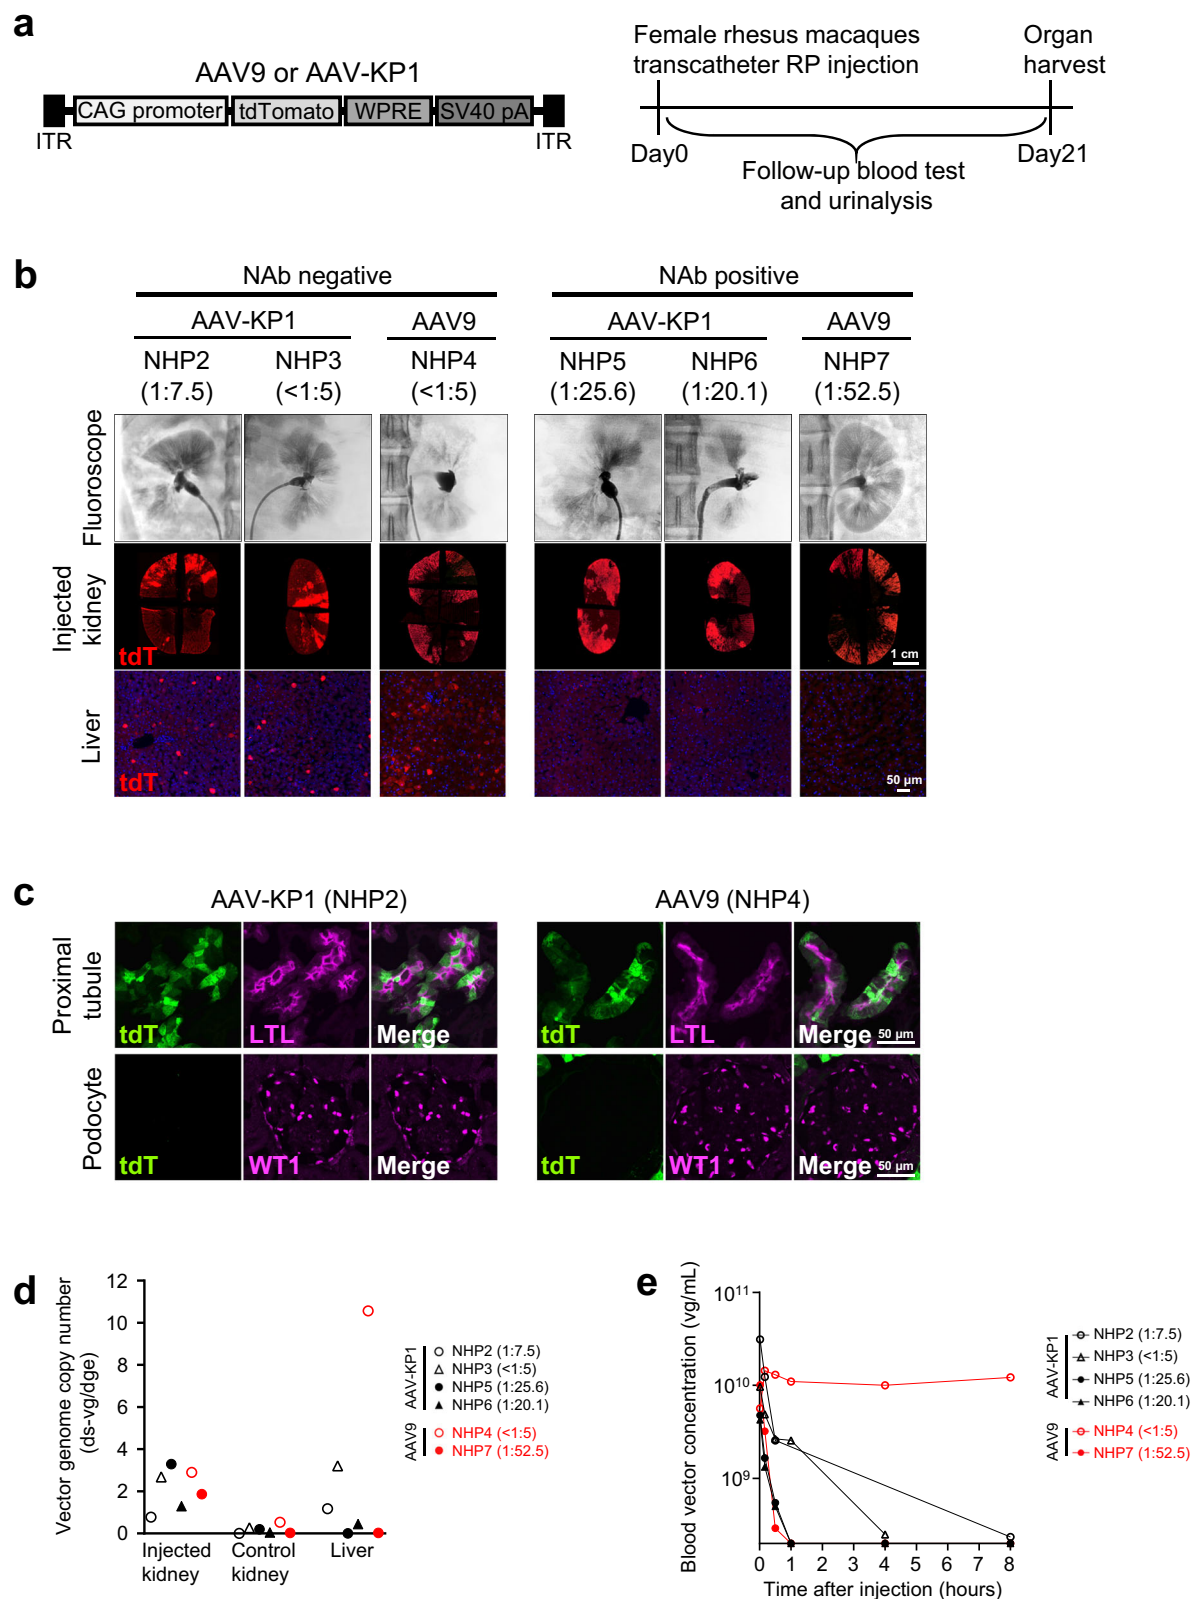 a
AAV9 or AAV-KP1
CAG promoter
tdTomato
WPRE
SV40 pA
ITR
ITR
Female rhesus macaques
transcatheter RP injection
Organ
harvest
Day0
Day21
Follow-up blood test
and urinalysis
b
NAb negative
NAb positive
AAV-KP1
AAV9
AAV-KP1
AAV9
NHP2
(1:7.5)
NHP3
(<1:5)
NHP4
(<1:5)
NHP5
(1:25.6)
NHP6
(1:20.1)
NHP7
(1:52.5)
Fluoroscope
Injected
kidney
tdT
1 cm
Liver
tdT
50 µm
c
AAV-KP1 (NHP2)
AAV9 (NHP4)
Proximal
tubule
tdT
LTL
Merge
tdT
LTL
Merge
50 µm
Podocyte
tdT
WT1
Merge
tdT
WT1
Merge
50 µm
d
Vector genome copy number
(ds-vg/dge)
12
10
8
6
4
2
0
Injected
kidney
Control
kidney
Liver
AAV-KP1
NHP2 (1:7.5)
NHP3 (<1:5)
NHP5 (1:25.6)
NHP6 (1:20.1)
AAV9
NHP4 (<1:5)
NHP7 (1:52.5)
e
Blood vector concentration (vg/mL)
10^11
10^10
10^9
0 1 2 3 4 5 6 7 8
Time after injection (hours)
AAV-KP1
NHP2 (1:7.5)
NHP3 (<1:5)
NHP5 (1:25.6)
NHP6 (1:20.1)
AAV9
NHP4 (<1:5)
NHP7 (1:52.5)